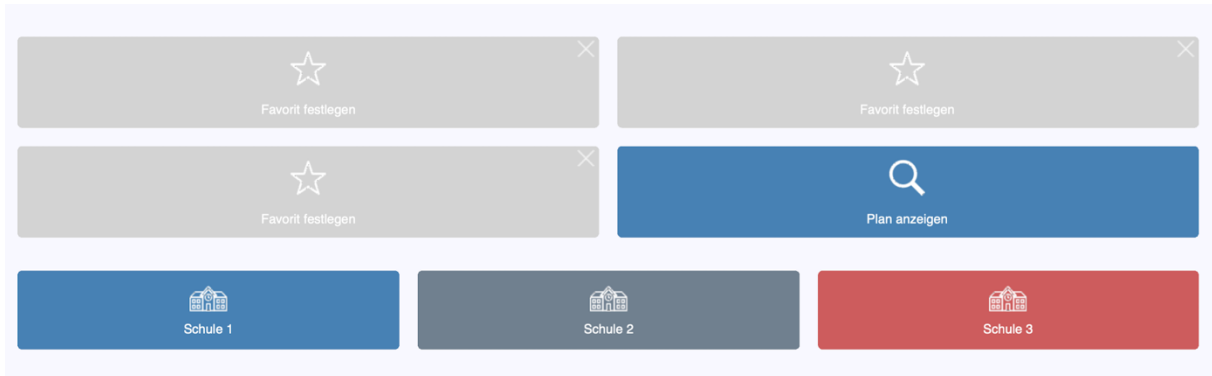 Favorit festlegen
Favorit festlegen
Favorit festlegen
Plan anzeigen
Schule 1
Schule 2
Schule 3